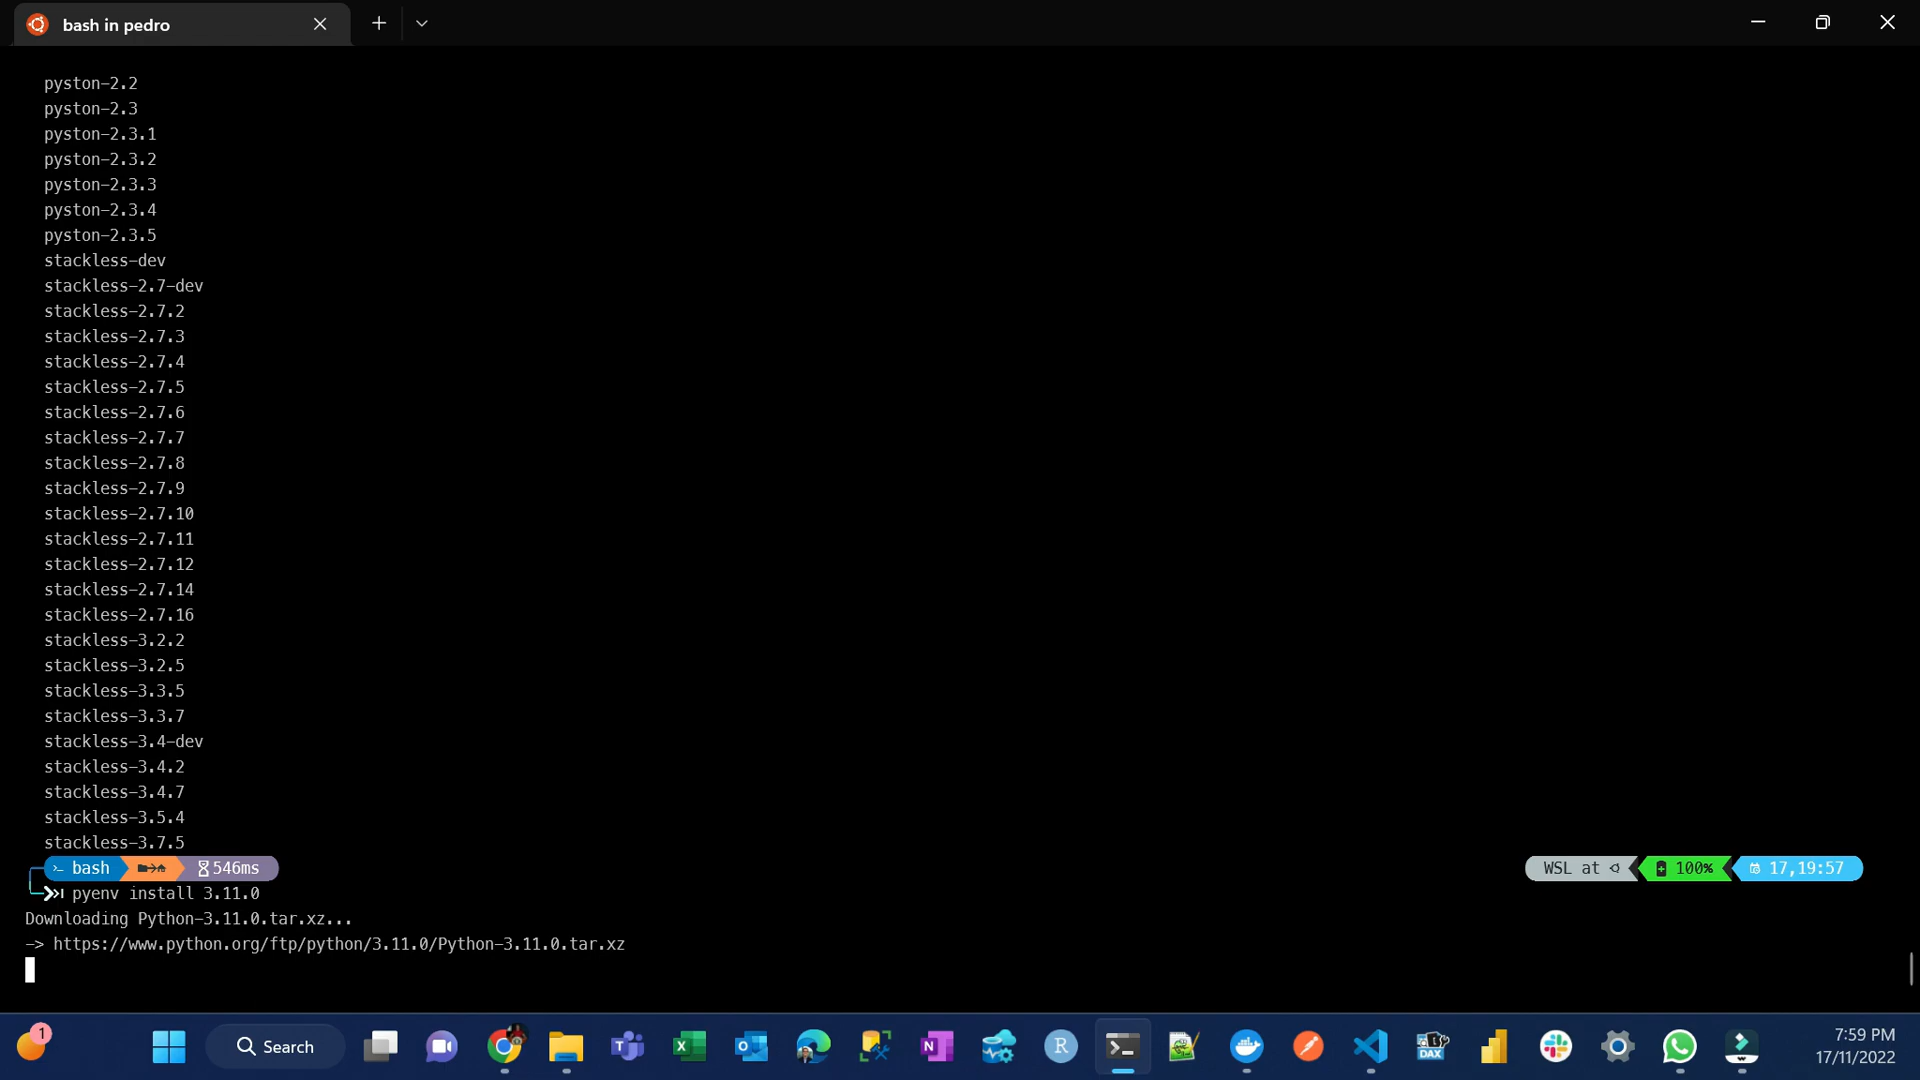 bash in pedro
pyston-2.2
pyston-2.3
pyston-2.3.1
pyston-2.3.2
pyston-2.3.3
pyston-2.3.4
pyston-2.3.5
stackless-dev
stackless-2.7-dev
stackless-2.7.2
stackless-2.7.3
stackless-2.7.4
stackless-2.7.5
stackless-2.7.6
stackless-2.7.7
stackless-2.7.8
stackless-2.7.9
stackless-2.7.10
stackless-2.7.11
stackless-2.7.12
stackless-2.7.14
stackless-2.7.16
stackless-3.2.2
stackless-3.2.5
stackless-3.3.5
stackless-3.3.7
stackless-3.4-dev
stackless-3.4.2
stackless-3.4.7
stackless-3.5.4
stackless-3.7.5
bash 546ms WSL at 100% 17,19:57
pyenv install 3.11.0
Downloading Python-3.11.0.tar.xz...
-> https://www.python.org/ftp/python/3.11.0/Python-3.11.0.tar.xz
1 Search DAX 7:59 PM
17/11/2022